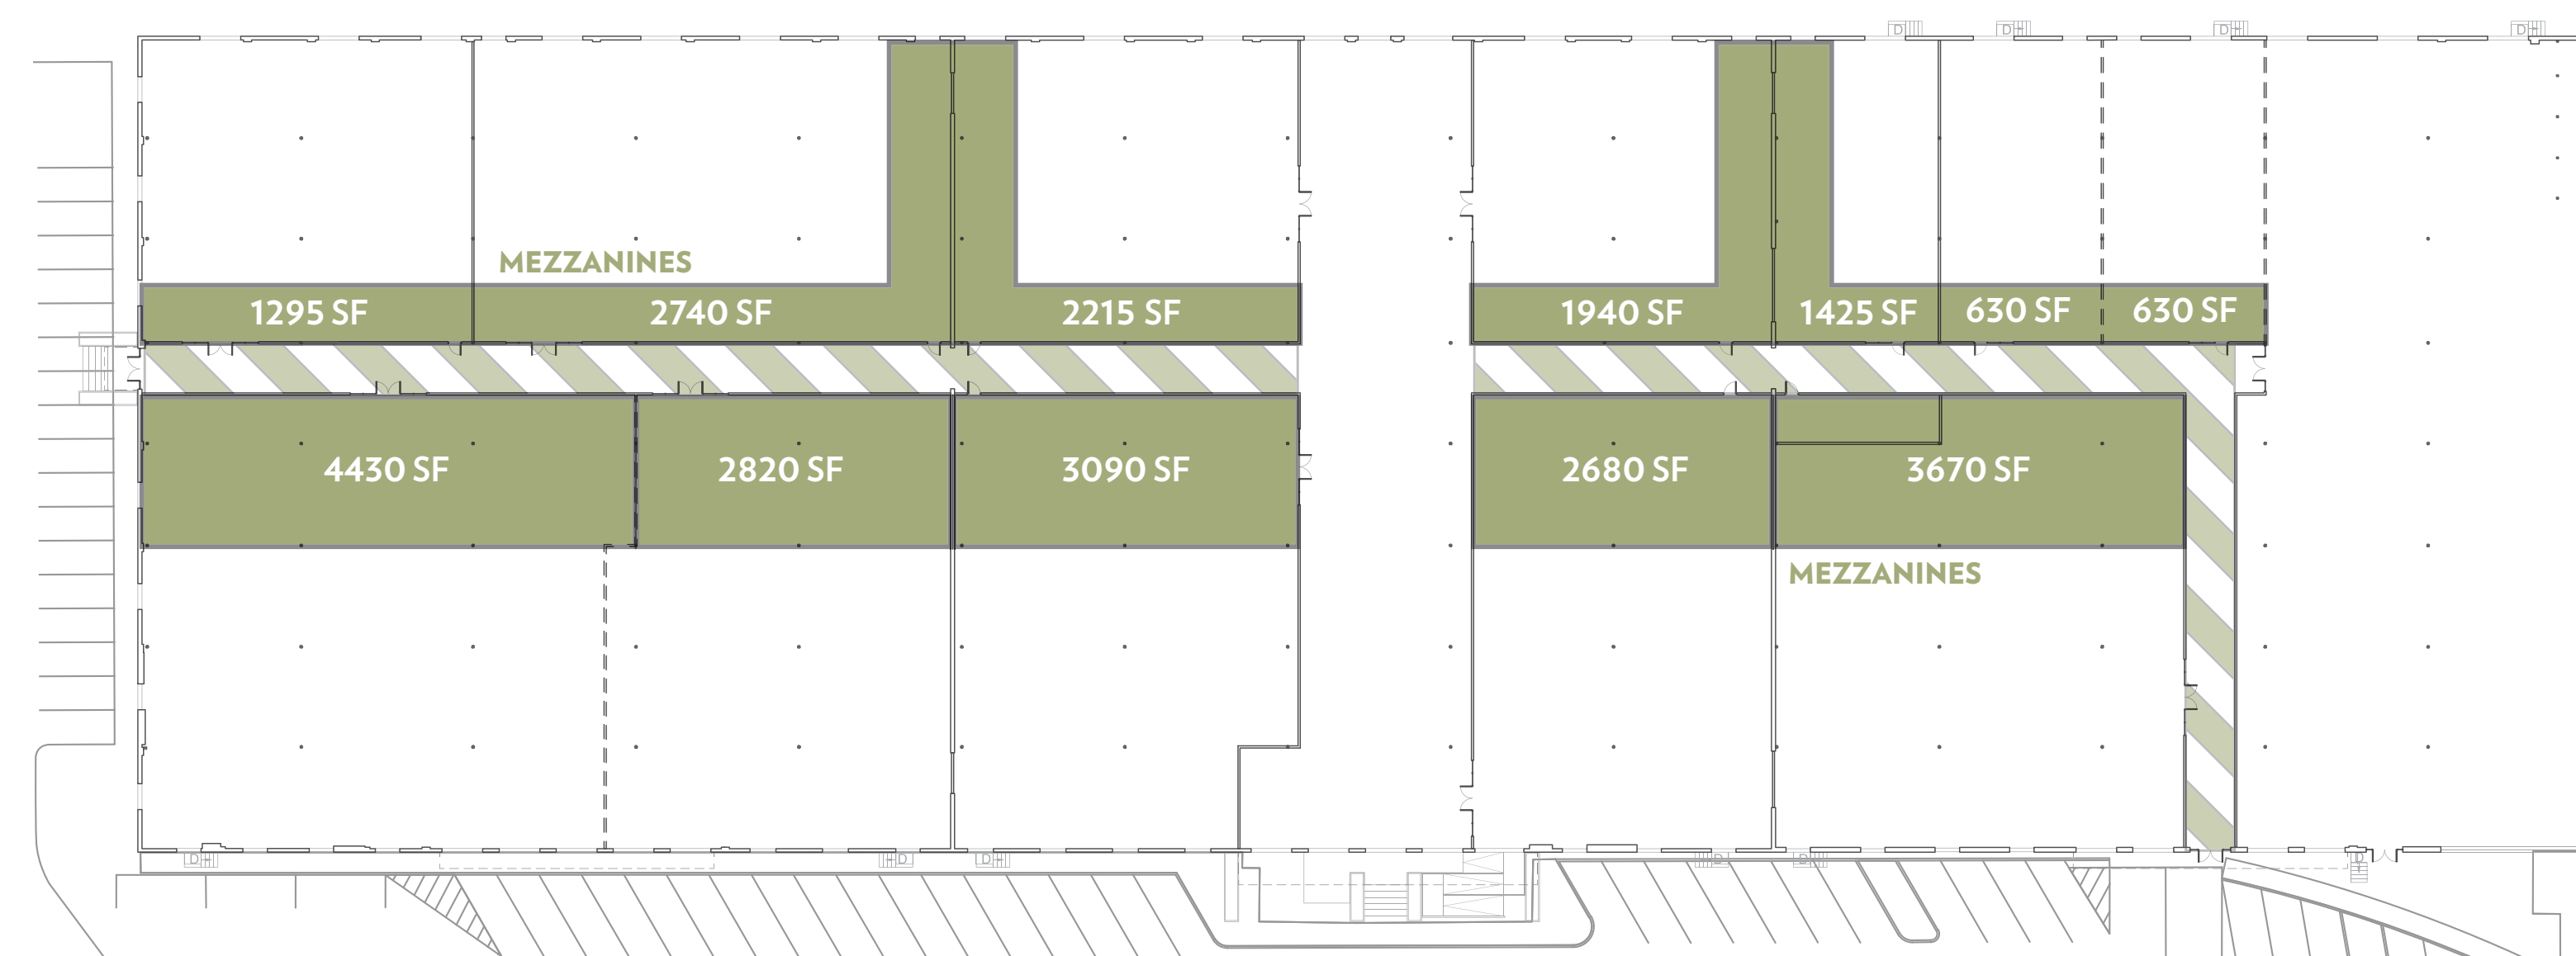 D
D
D
D
MEZZANINES
1295 SF
2740 SF
2215 SF
1940 SF
1425 SF
630 SF
630 SF
4430 SF
2820 SF
3090 SF
2680 SF
3670 SF
MEZZANINES
D
D
D
D
D
D